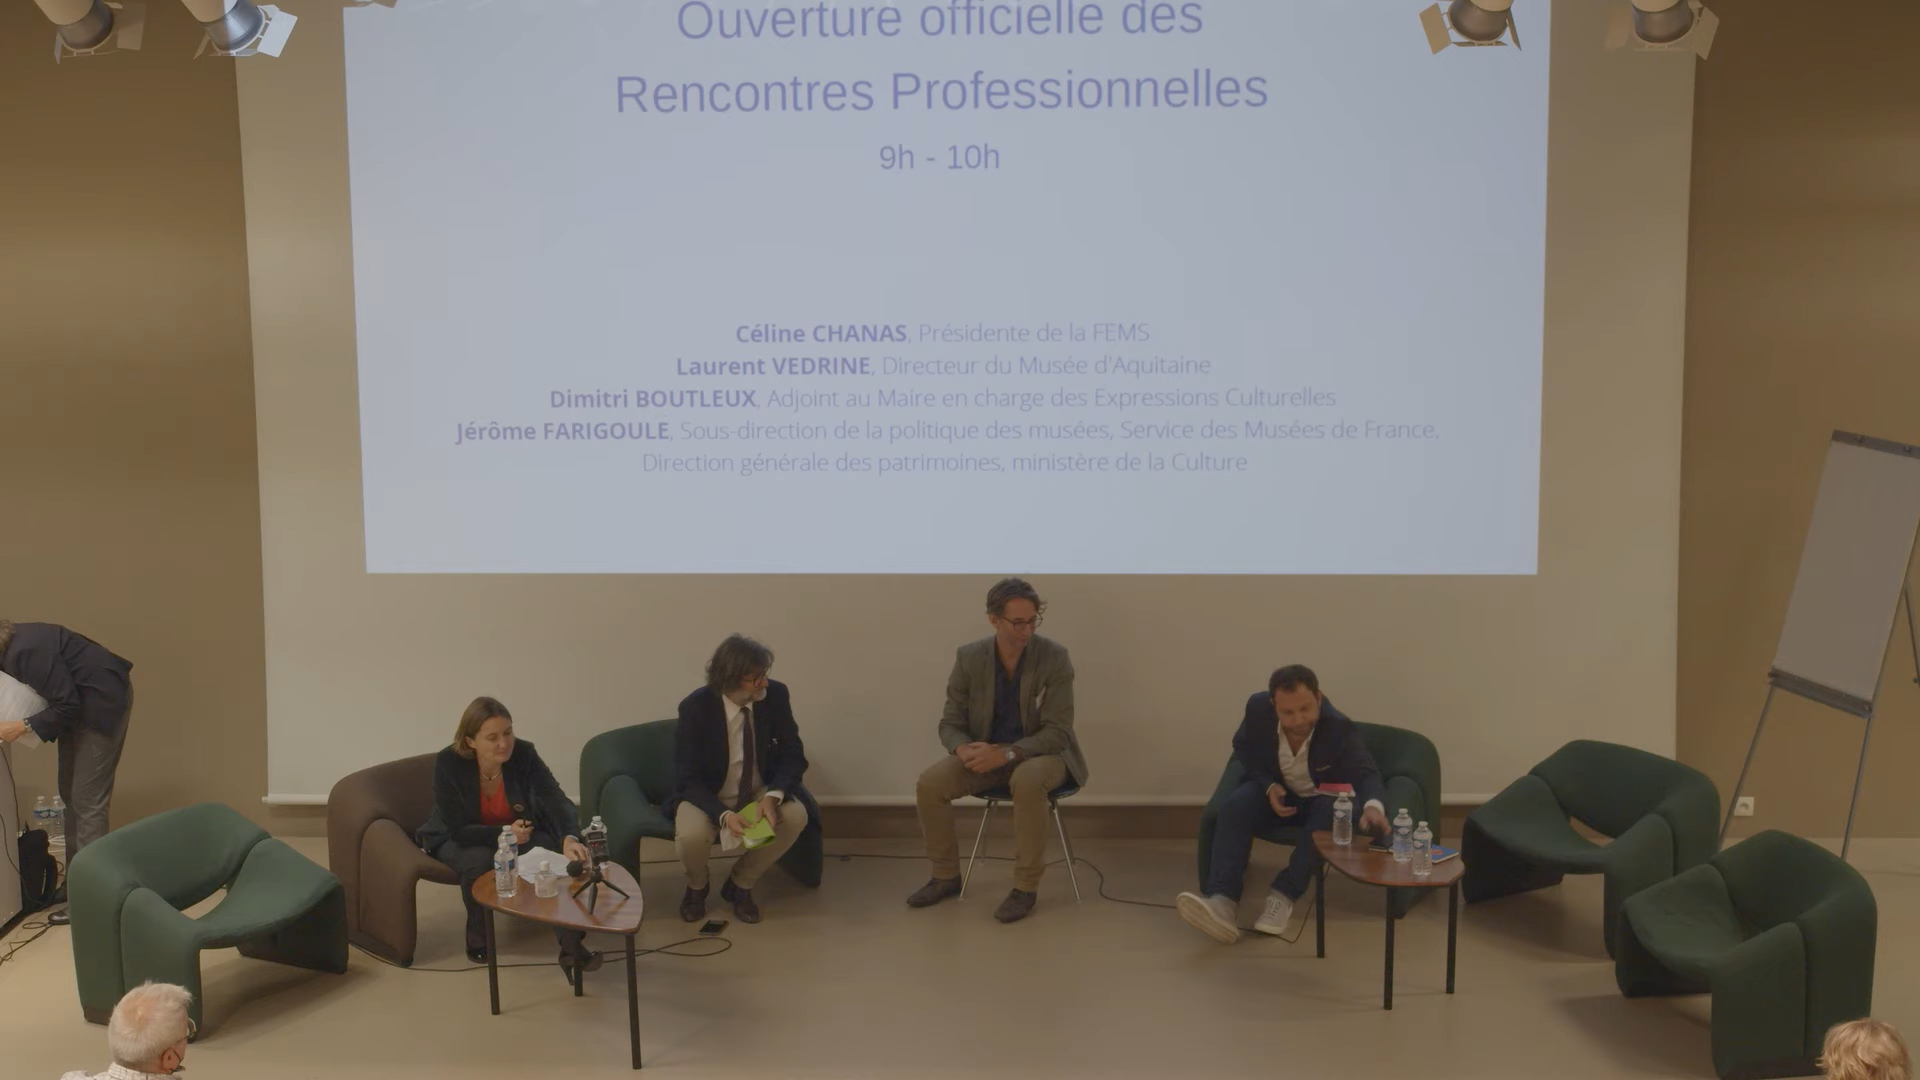 Ouverture officielle des
Rencontres Professionnelles
9h - 10h
Céline CHANAS, Présidente de la FEMS
Laurent VEDRINE, Directeur du Musée d'Aquitaine
Dimitri BOUTLEUX, Adjoint au Maire en charge des Expressions Culturelles
Jérôme FARIGOULE, Sous-direction de la politique des musées, Service des Musées de France,
Direction générale des patrimoines, ministère de la Culture